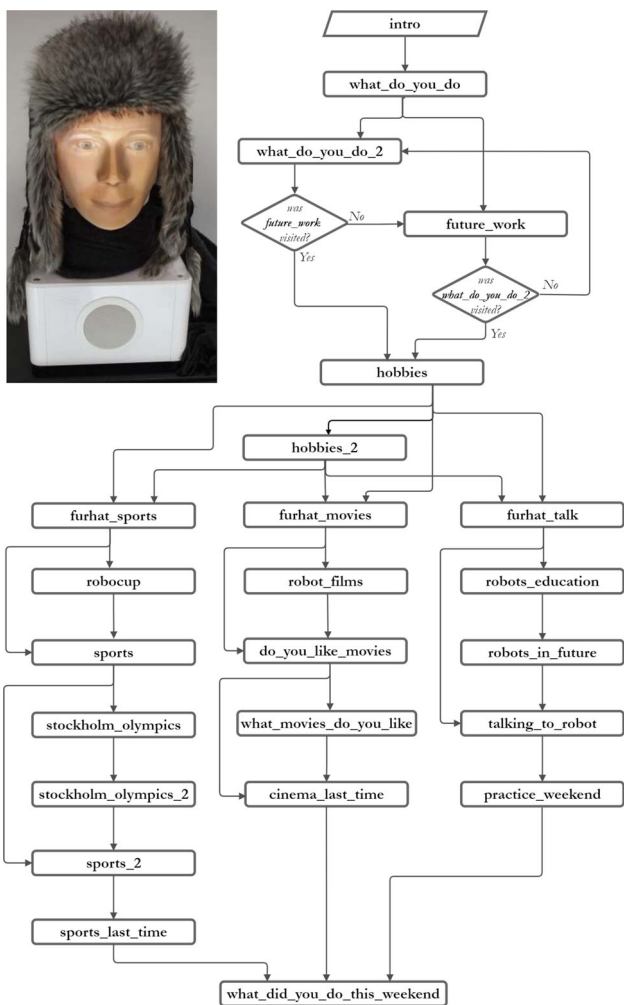 intro
what_do_you_do
what_do_you_do_2
was
future_work
visited?
No
Yes
future_work
was
what_do_you_do_2
visited?
No
Yes
hobbies
hobbies_2
furhat_sports
furhat_movies
furhat_talk
robocup
robot_films
robots_education
sports
do_you_like_movies
robots_in_future
stockholm_olympics
what_movies_do_you_like
talking_to_robot
stockholm_olympics_2
cinema_last_time
practice_weekend
sports_2
sports_last_time
what_did_you_do_this_weekend